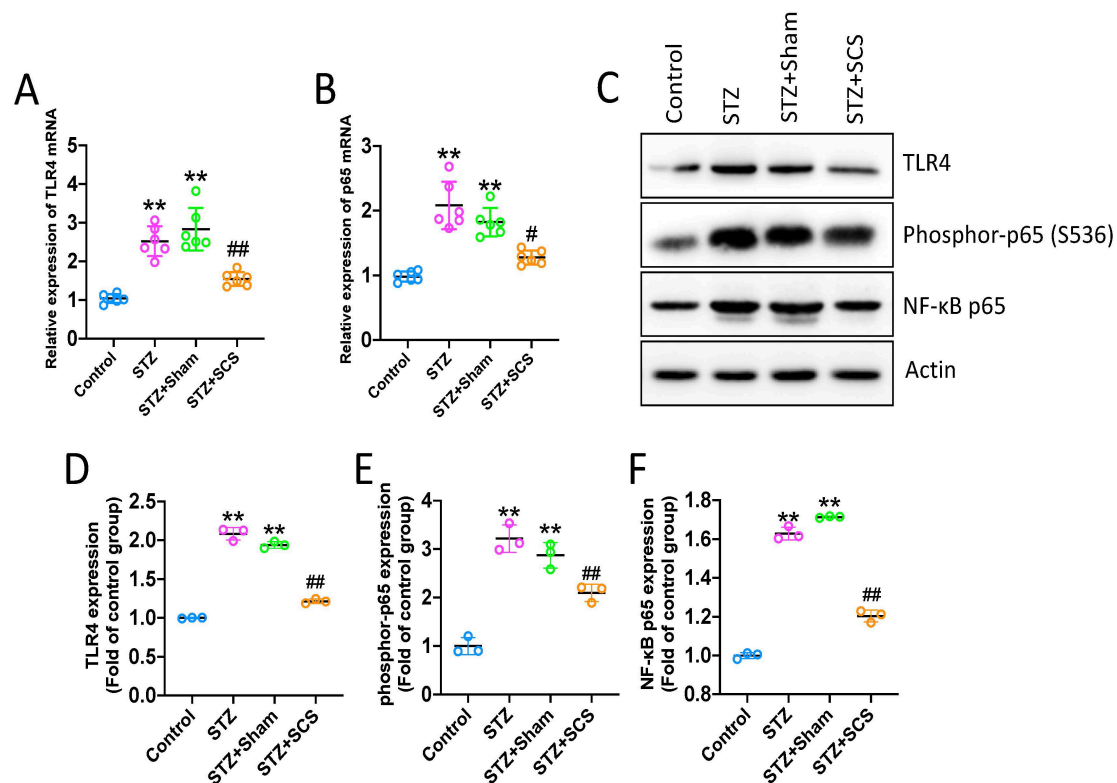 A
Relative expression of TLR4 mRNA
5
4
3
2
1
0
**
**
##
Control
STZ
STZ+Sham
STZ+SCS
B
Relative expression of p65 mRNA
3
2
1
0
**
**
#
Control
STZ
STZ+Sham
STZ+SCS
C
Control
STZ
STZ+Sham
STZ+SCS
TLR4
Phosphor-p65 (S536)
NF-κB p65
Actin
D
TLR4 expression
(Fold of control group)
2.5
2.0
1.5
1.0
0.5
0.0
**
**
##
Control
STZ
STZ+Sham
STZ+SCS
E
phosphor-p65 expression
(Fold of control group)
4
3
2
1
0
**
**
##
Control
STZ
STZ+Sham
STZ+SCS
F
NF-κB p65 expression
(Fold of control group)
1.8
1.6
1.4
1.2
1.0
0.8
**
**
##
Control
STZ
STZ+Sham
STZ+SCS